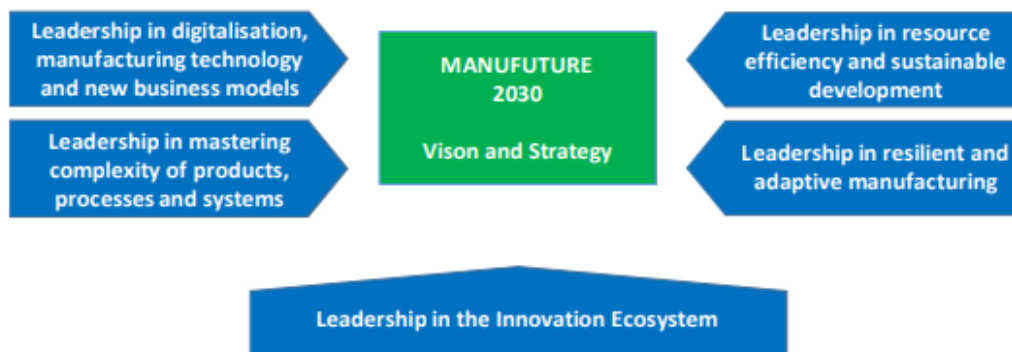 Leadership in digitalisation,
manufacturing technology
and new business models
Leadership in mastering
complexity of products,
processes and systems
MANUFUTURE
2030
Vison and Strategy
Leadership in resource
efficiency and sustainable
development
Leadership in resilient and
adaptive manufacturing
Leadership in the Innovation Ecosystem